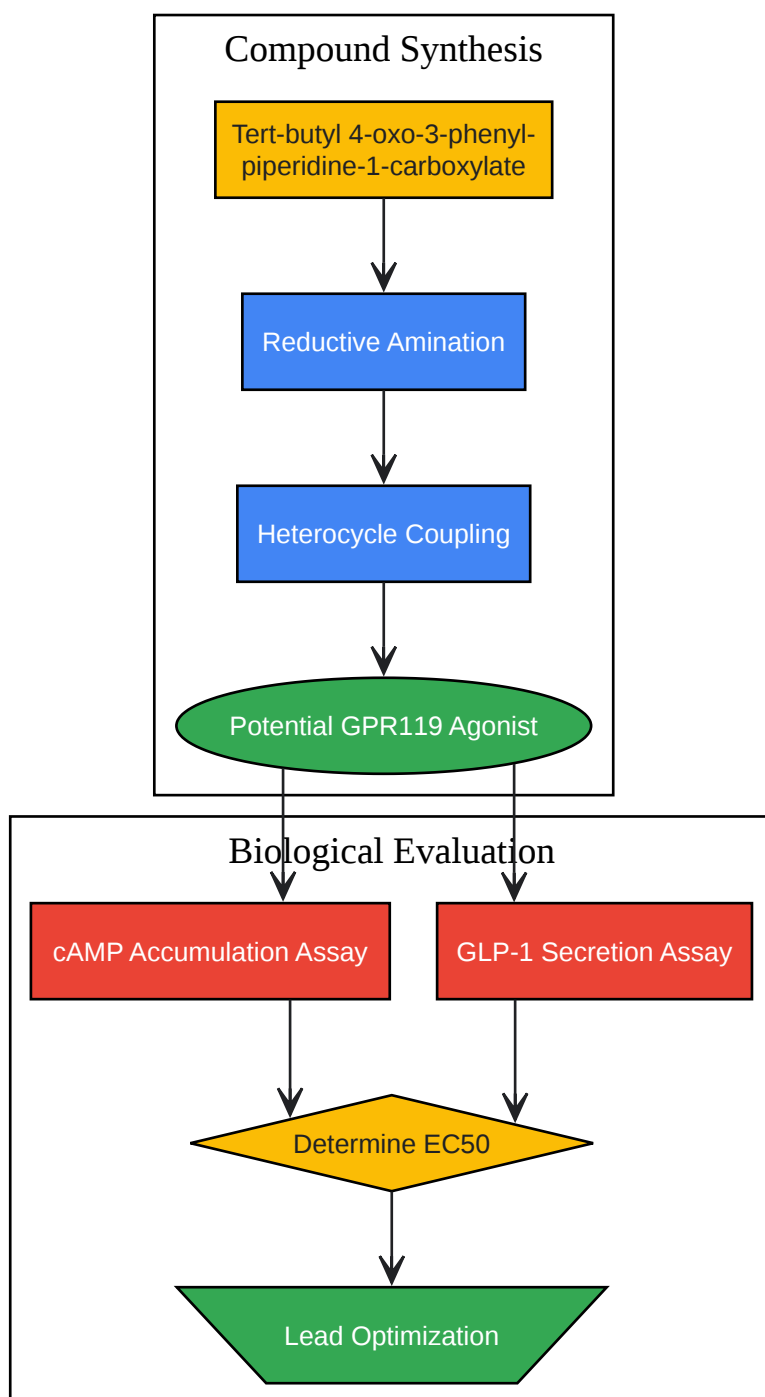 Compound Synthesis
Tert-butyl 4-oxo-3-phenyl-
piperidine-1-carboxylate
Reductive Amination
Heterocycle Coupling
Potential GPR119 Agonist
Biological Evaluation
cAMP Accumulation Assay
GLP-1 Secretion Assay
Determine EC50
Lead Optimization